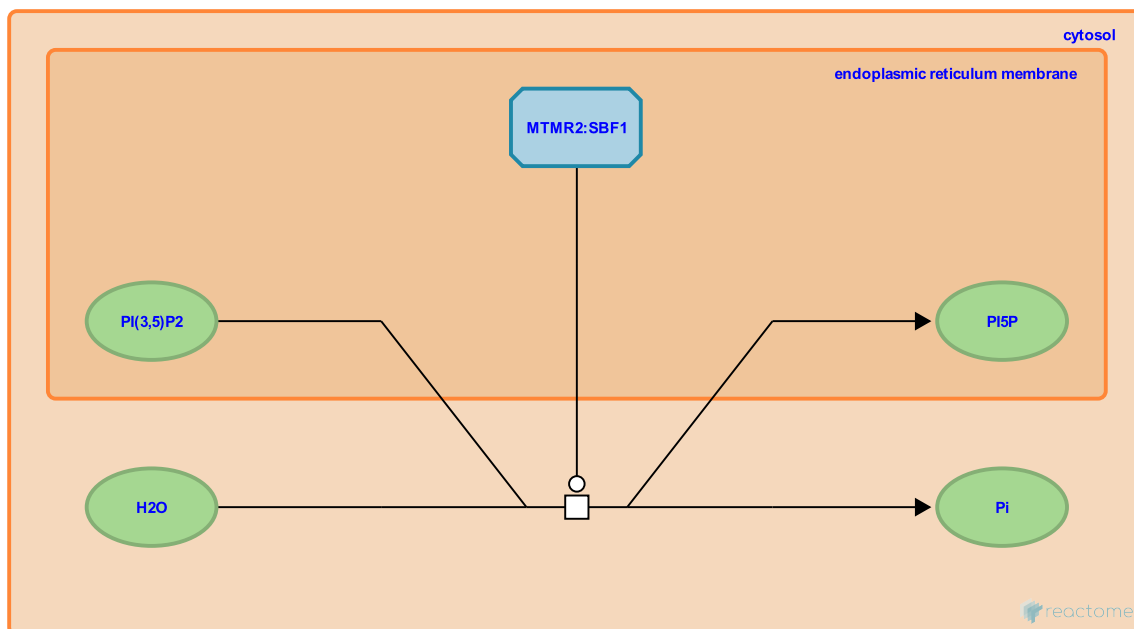 cytosol
endoplasmic reticulum membrane
MTMR2:SBF1
PI(3,5)P2
PI5P
H2O
Pi
reactome